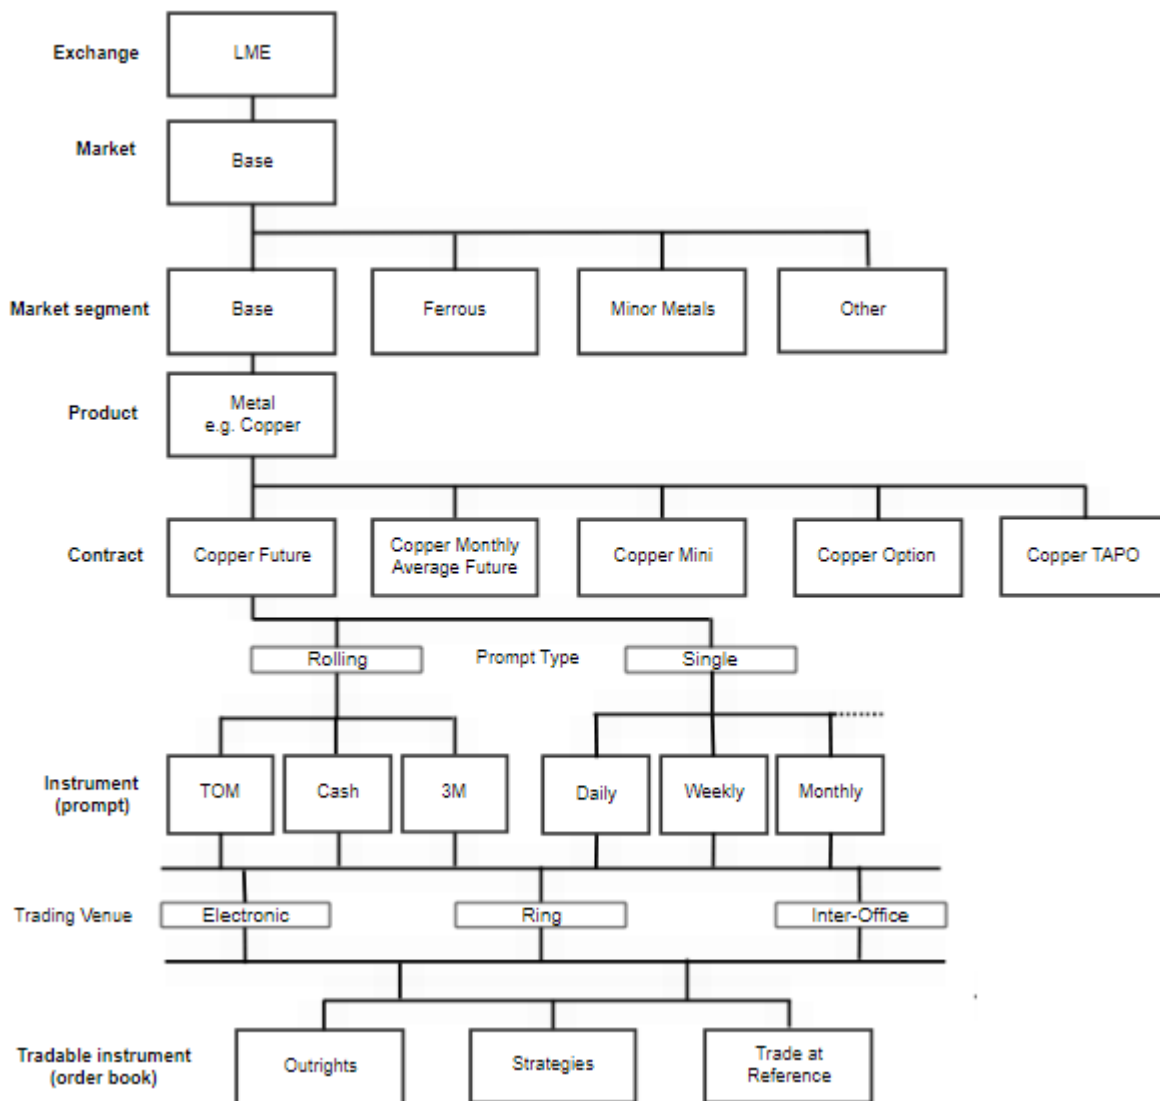 Exchange
LME
Market
Base
Market segment
Base
Ferrous
Minor Metals
Other
Product
Metal
e.g. Copper
Contract
Copper Future
Copper Monthly
Average Future
Copper Mini
Copper Option
Copper TAPO
Rolling
Prompt Type
Single
Instrument
(prompt)
TOM
Cash
3M
Daily
Weekly
Monthly
Trading Venue
Electronic
Ring
Inter-Office
Tradable instrument
(order book)
Outrights
Strategies
Trade at
Reference